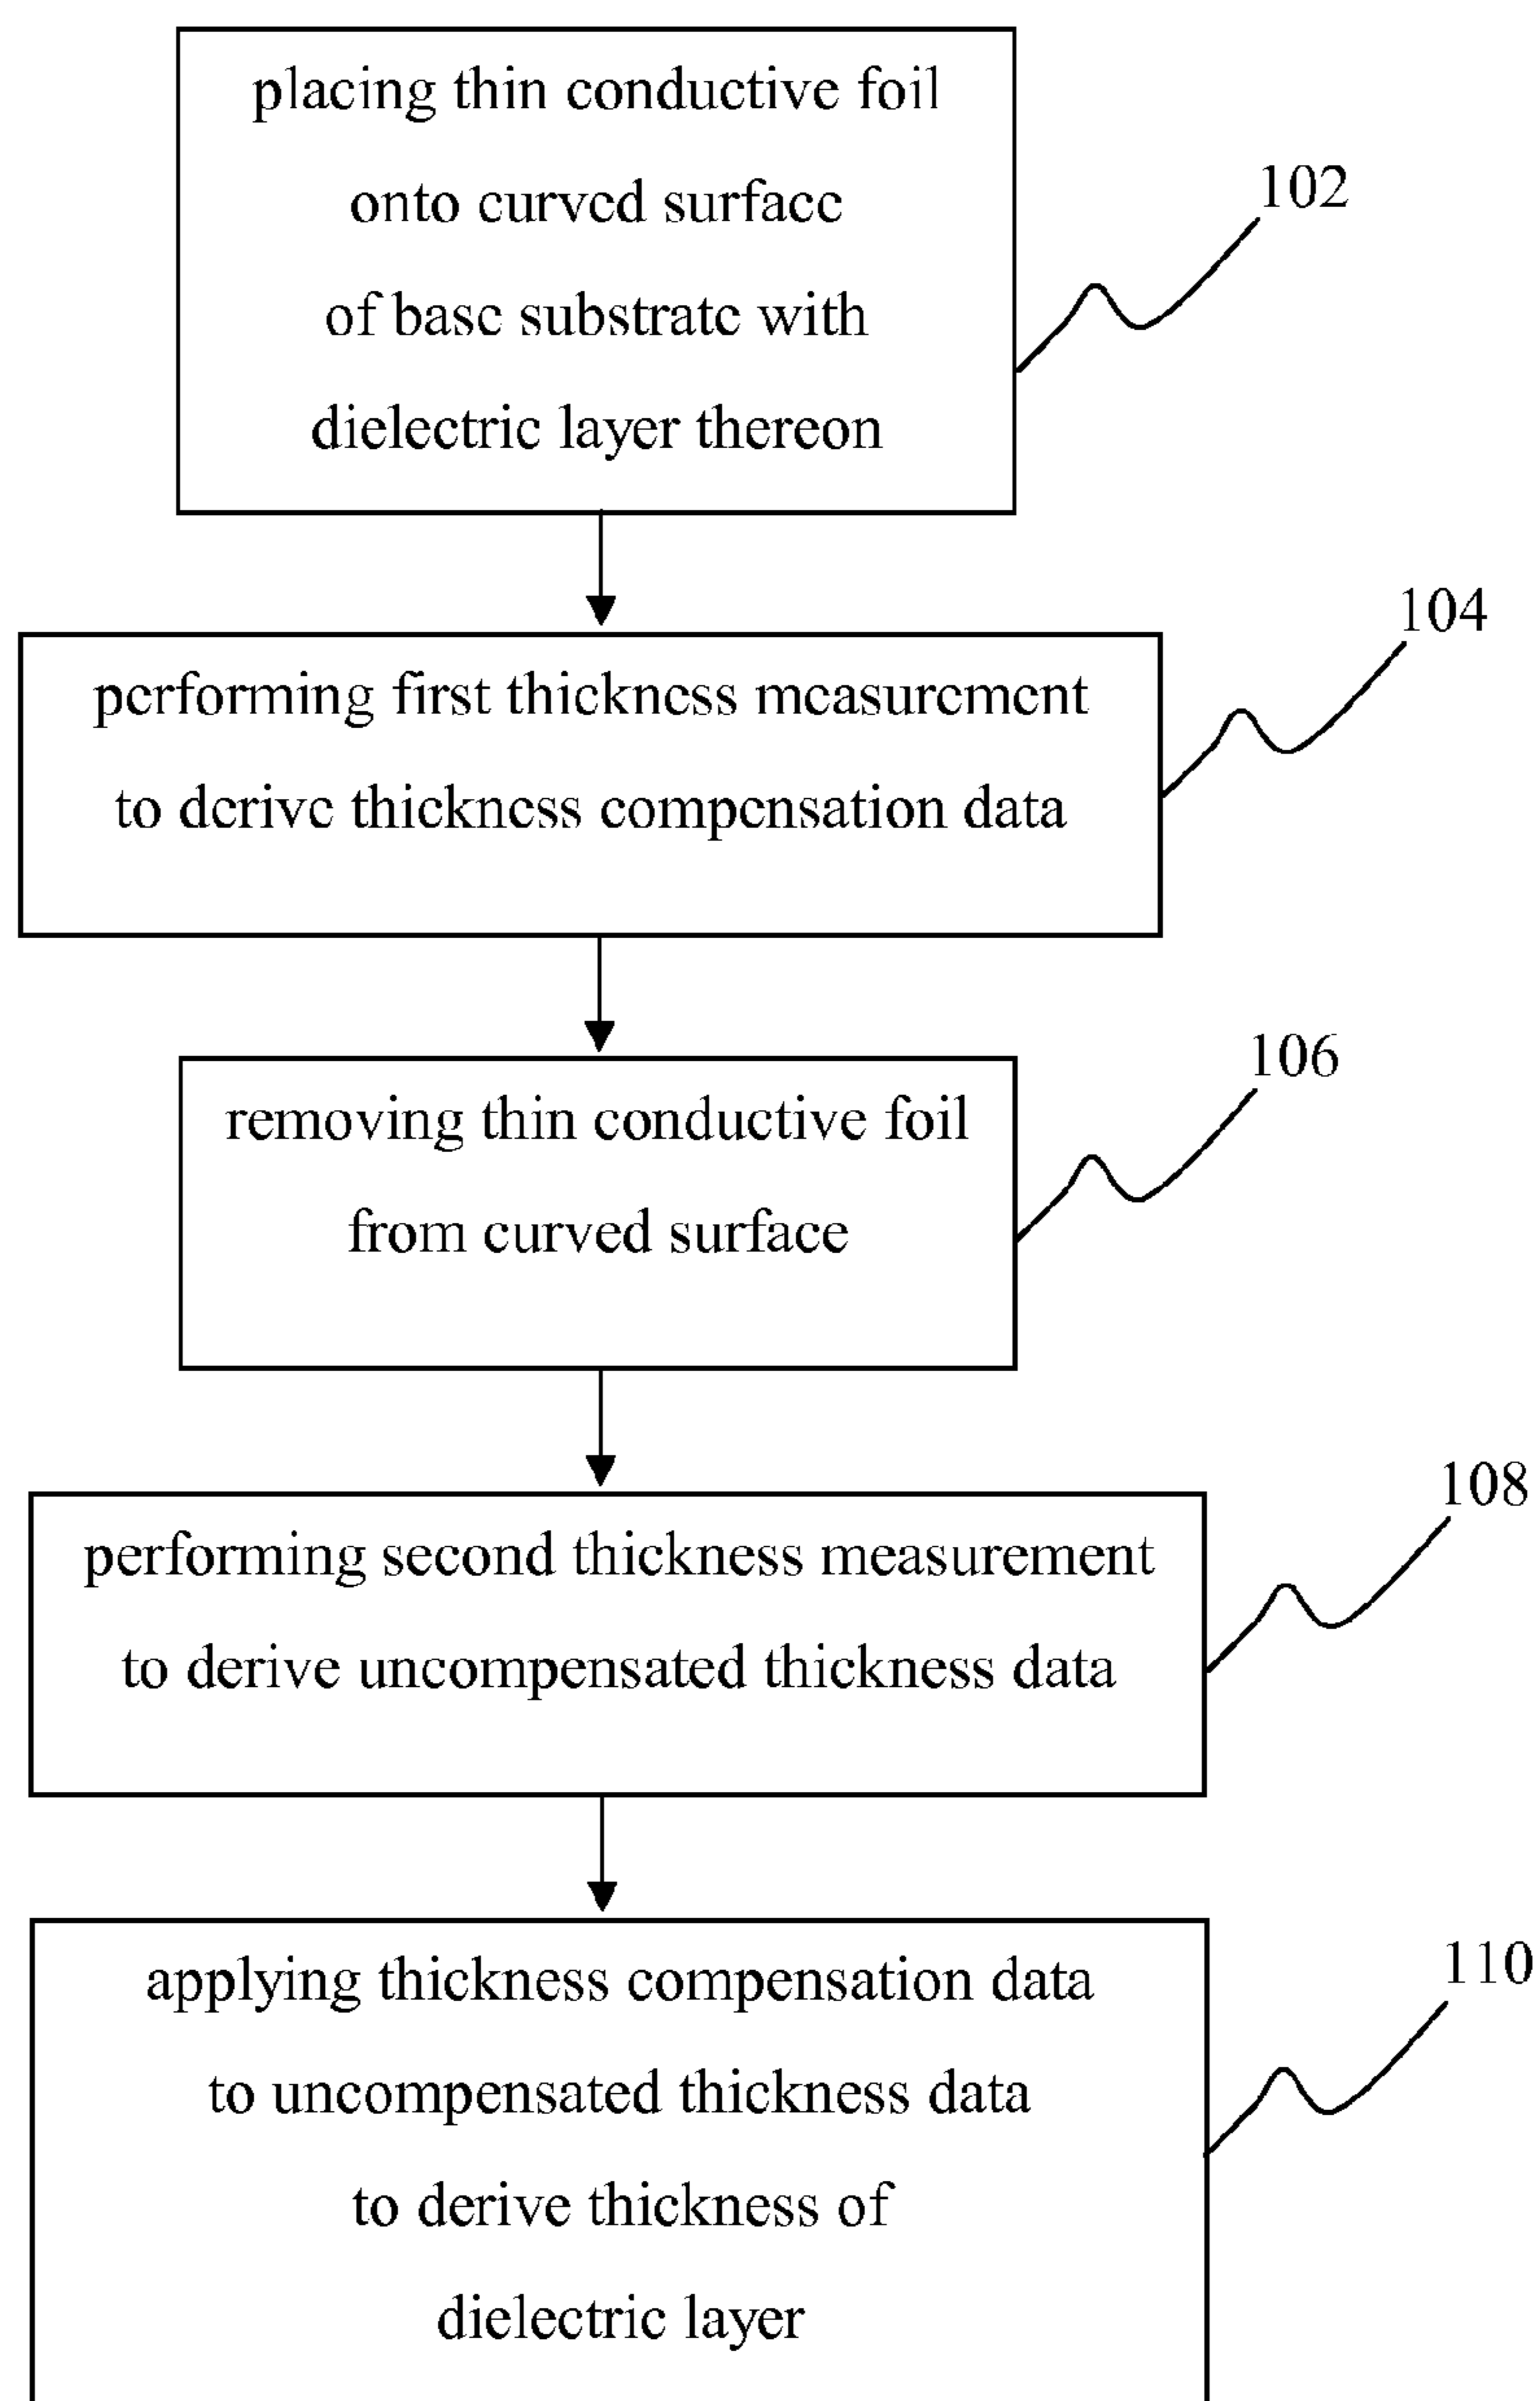 placing thin conductive foil
onto curved surface
of base substrate with
dielectric layer thereon
102
performing first thickness measurement
to derive thickness compensation data
104
removing thin conductive foil
from curved surface
106
performing second thickness measurement
to derive uncompensated thickness data
108
applying thickness compensation data
to uncompensated thickness data
to derive thickness of
dielectric layer
110